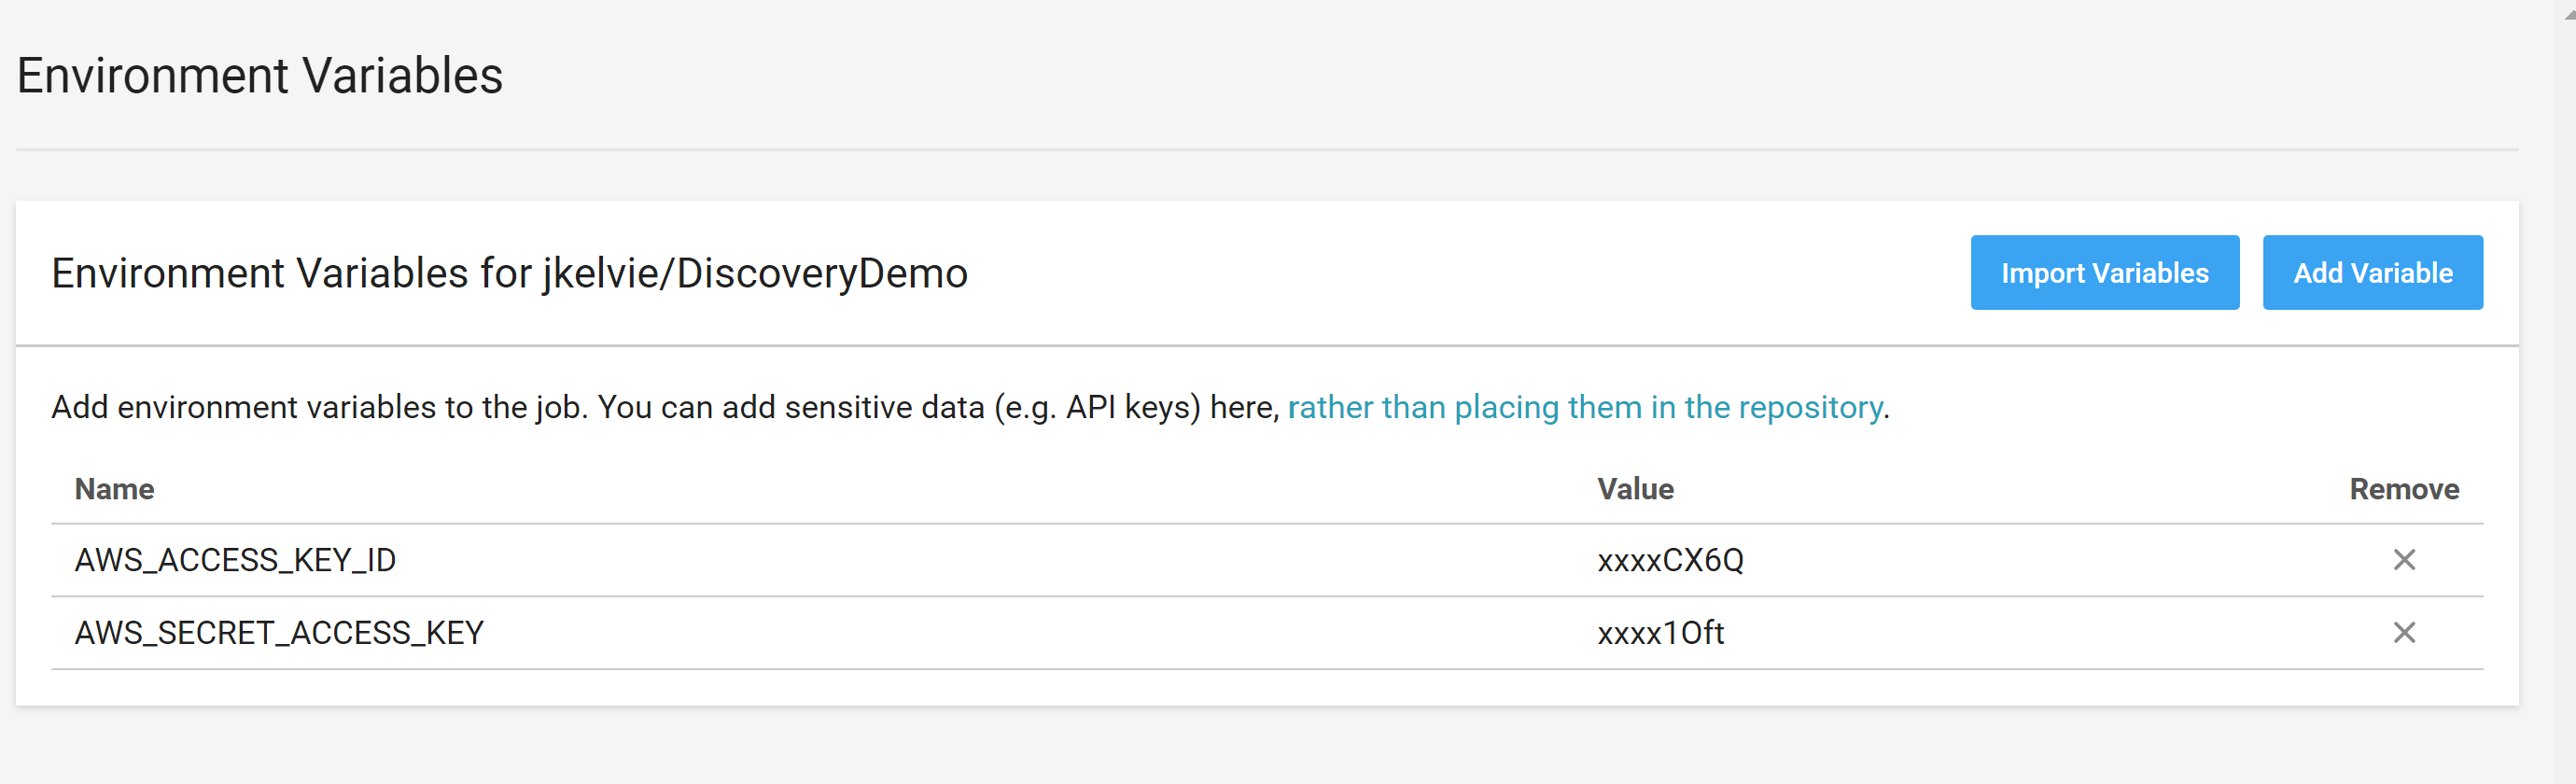 Environment Variables
Environment Variables for jkelvie/DiscoveryDemo
Import Variables
Add Variable
Add environment variables to the job. You can add sensitive data (e.g. API keys) here, rather than placing them in the repository.
Name Value Remove
AWS_ACCESS_KEY_ID xxxxCX6Q
AWS_SECRET_ACCESS_KEY xxxx1Oft